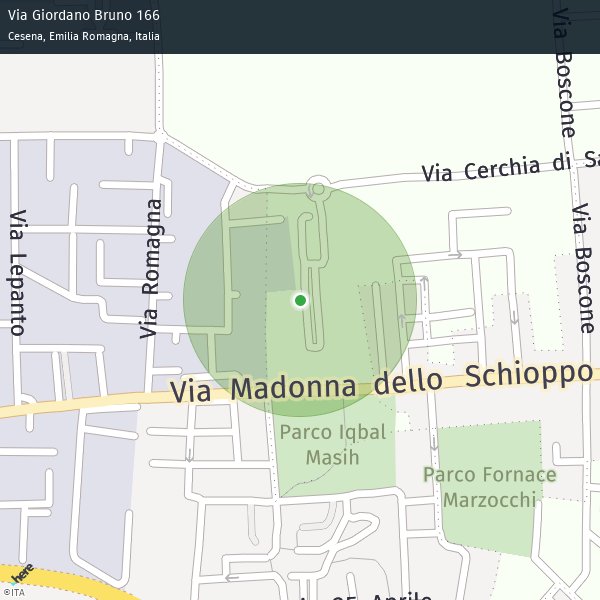 Via Giordano Bruno 166
Cesena, Emilia Romagna, Italia
Via Boscone
Via Cerchia di Sa
Via Boscone
Via Romagna
Via Lepanto
Via Madonna dello Schioppo
Parco Iqbal
Masih
Parco Fornace
Marzocchi
25 Aprile
here
©ITA